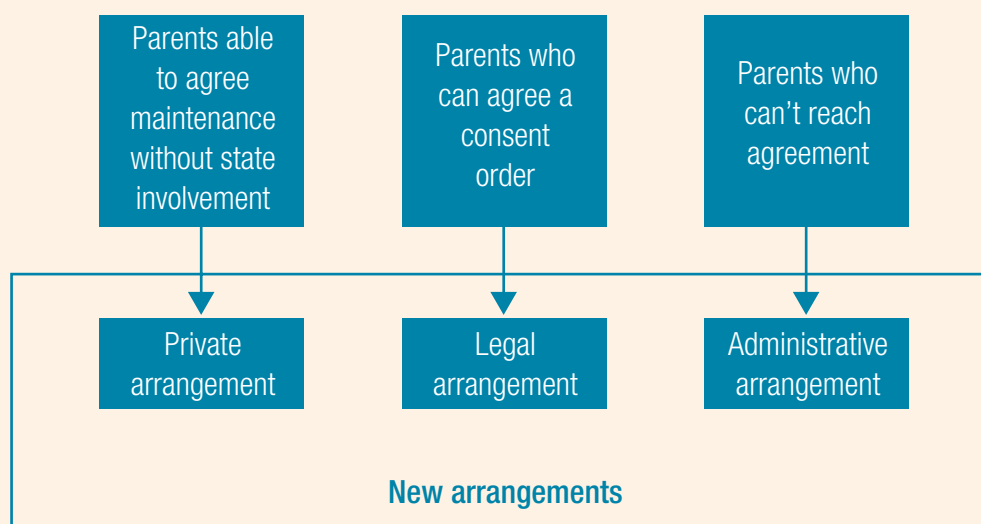 Parents able
to agree
maintenance
without state
involvement
Parents who
can agree a
consent
order
Parents who
can’t reach
agreement
Private
arrangement
Legal
arrangement
Administrative
arrangement
New arrangements